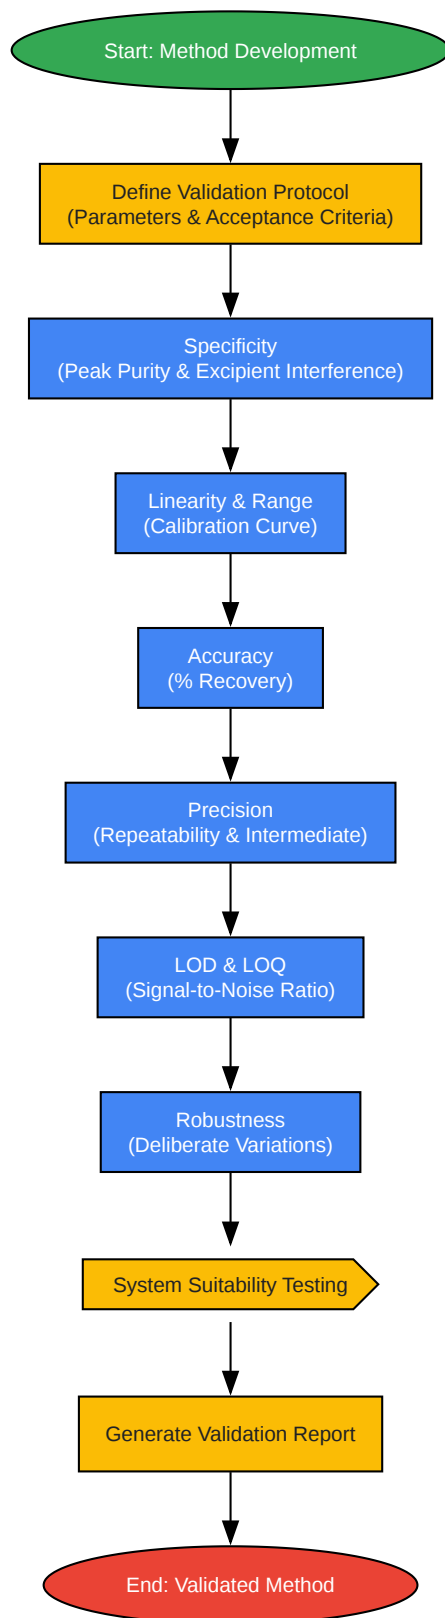 Start: Method Development
Define Validation Protocol
(Parameters & Acceptance Criteria)
Specificity
(Peak Purity & Excipient Interference)
Linearity & Range
(Calibration Curve)
Accuracy
(% Recovery)
Precision
(Repeatability & Intermediate)
LOD & LOQ
(Signal-to-Noise Ratio)
Robustness
(Deliberate Variations)
System Suitability Testing
Generate Validation Report
End: Validated Method